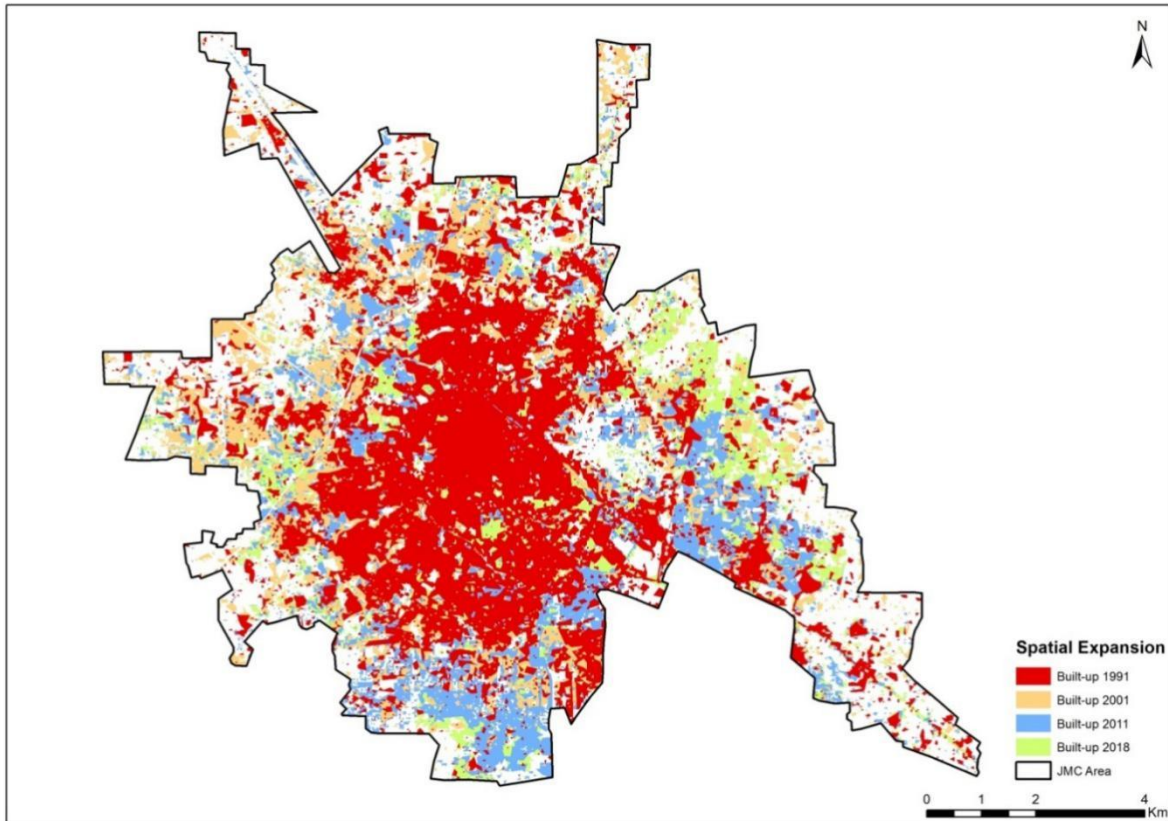 N
Spatial Expansion
Built-up 1991
Built-up 2001
Built-up 2011
Built-up 2018
JMC Area
0 1 2 4
Km